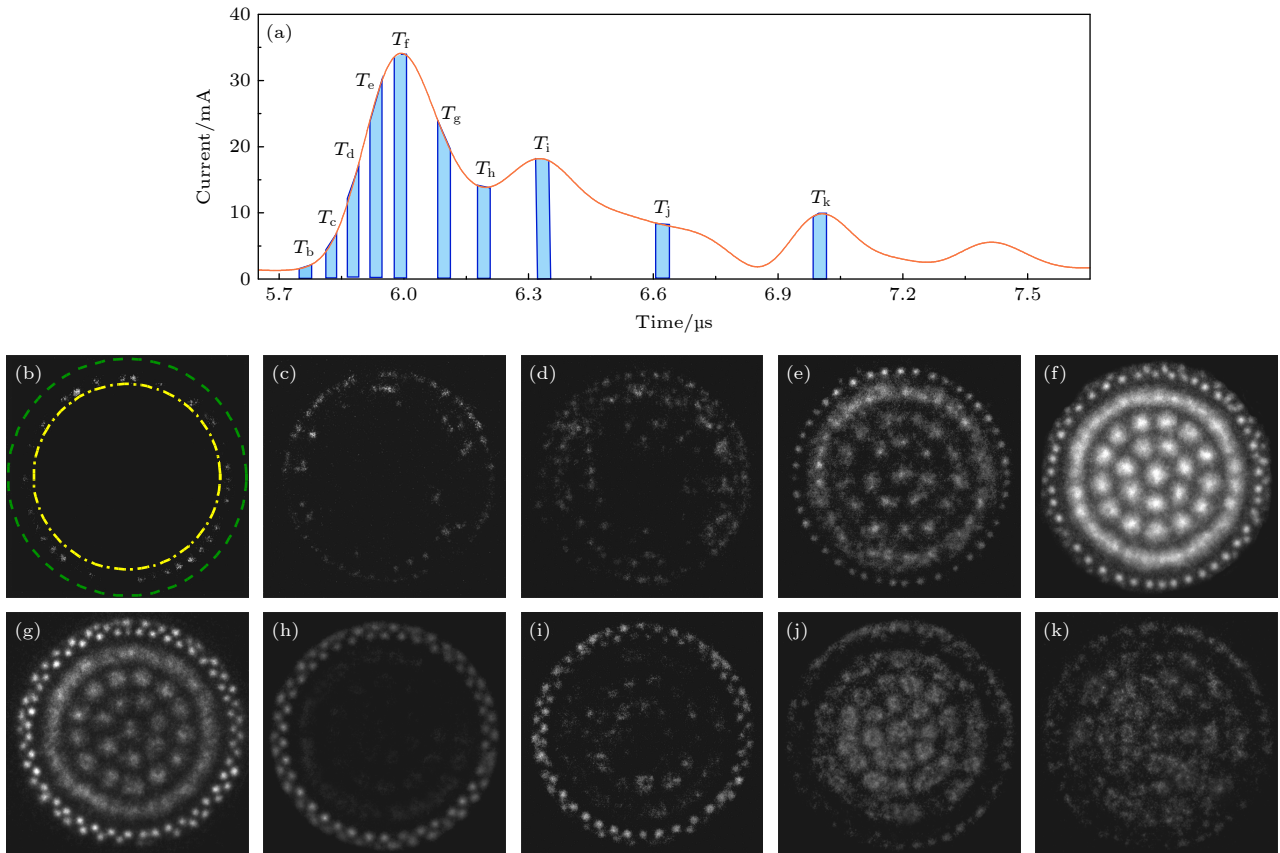 (a)
40
30
20
10
0
Current/mA
T_b
T_c
T_d
T_e
T_f
T_g
T_h
T_i
T_j
T_k
5.7 6.0 6.3 6.6 6.9 7.2 7.5
Time/μs
(b) (c) (d) (e) (f)
(g) (h) (i) (j) (k)